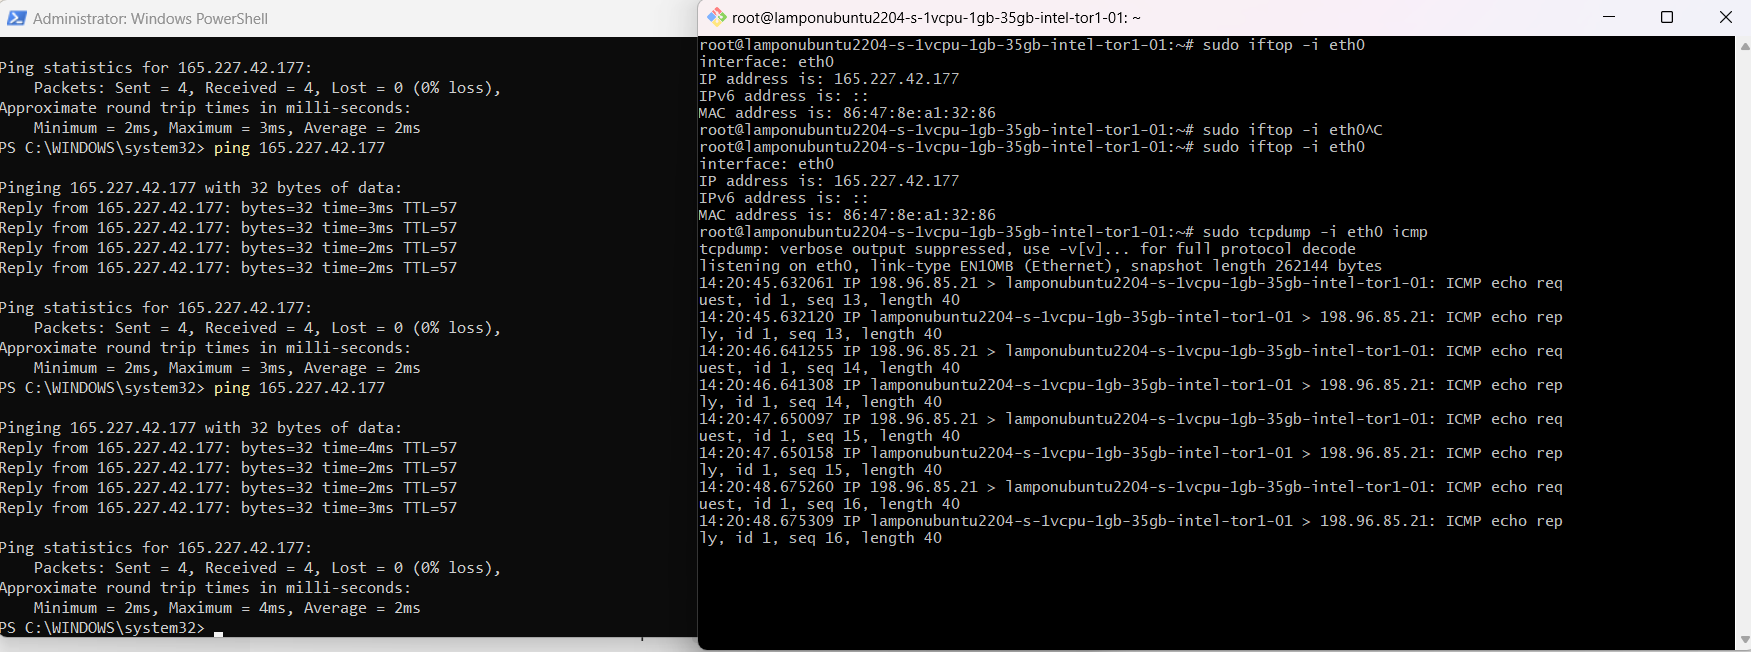 Administrator: Windows PowerShell
Ping statistics for 165.227.42.177:
    Packets: Sent = 4, Received = 4, Lost = 0 (0% loss),
Approximate round trip times in milli-seconds:
    Minimum = 2ms, Maximum = 3ms, Average = 2ms
PS C:\WINDOWS\system32> ping 165.227.42.177
Pinging 165.227.42.177 with 32 bytes of data:
Reply from 165.227.42.177: bytes=32 time=3ms TTL=57
Reply from 165.227.42.177: bytes=32 time=3ms TTL=57
Reply from 165.227.42.177: bytes=32 time=2ms TTL=57
Reply from 165.227.42.177: bytes=32 time=2ms TTL=57
Ping statistics for 165.227.42.177:
    Packets: Sent = 4, Received = 4, Lost = 0 (0% loss),
Approximate round trip times in milli-seconds:
    Minimum = 2ms, Maximum = 3ms, Average = 2ms
PS C:\WINDOWS\system32> ping 165.227.42.177
Pinging 165.227.42.177 with 32 bytes of data:
Reply from 165.227.42.177: bytes=32 time=4ms TTL=57
Reply from 165.227.42.177: bytes=32 time=2ms TTL=57
Reply from 165.227.42.177: bytes=32 time=2ms TTL=57
Reply from 165.227.42.177: bytes=32 time=3ms TTL=57
Ping statistics for 165.227.42.177:
    Packets: Sent = 4, Received = 4, Lost = 0 (0% loss),
Approximate round trip times in milli-seconds:
    Minimum = 2ms, Maximum = 4ms, Average = 2ms
PS C:\WINDOWS\system32>
root@lamponubuntu2204-s-1vcpu-1gb-35gb-intel-tor1-01: ~
root@lamponubuntu2204-s-1vcpu-1gb-35gb-intel-tor1-01:~# sudo iftop -i eth0
interface: eth0
IP address is: 165.227.42.177
IPv6 address is: ::
MAC address is: 86:47:8e:a1:32:86
root@lamponubuntu2204-s-1vcpu-1gb-35gb-intel-tor1-01:~# sudo iftop -i eth0^C
root@lamponubuntu2204-s-1vcpu-1gb-35gb-intel-tor1-01:~# sudo iftop -i eth0
interface: eth0
IP address is: 165.227.42.177
IPv6 address is: ::
MAC address is: 86:47:8e:a1:32:86
root@lamponubuntu2204-s-1vcpu-1gb-35gb-intel-tor1-01:~# sudo tcpdump -i eth0 icmp
tcpdump: verbose output suppressed, use -v[v]... for full protocol decode
listening on eth0, link-type EN10MB (Ethernet), snapshot length 262144 bytes
14:20:45.632061 IP 198.96.85.21 > lamponubuntu2204-s-1vcpu-1gb-35gb-intel-tor1-01: ICMP echo req
uest, id 1, seq 13, length 40
14:20:45.632120 IP lamponubuntu2204-s-1vcpu-1gb-35gb-intel-tor1-01 > 198.96.85.21: ICMP echo rep
ly, id 1, seq 13, length 40
14:20:46.641255 IP 198.96.85.21 > lamponubuntu2204-s-1vcpu-1gb-35gb-intel-tor1-01: ICMP echo req
uest, id 1, seq 14, length 40
14:20:46.641308 IP lamponubuntu2204-s-1vcpu-1gb-35gb-intel-tor1-01 > 198.96.85.21: ICMP echo rep
ly, id 1, seq 14, length 40
14:20:47.650097 IP 198.96.85.21 > lamponubuntu2204-s-1vcpu-1gb-35gb-intel-tor1-01: ICMP echo req
uest, id 1, seq 15, length 40
14:20:47.650158 IP lamponubuntu2204-s-1vcpu-1gb-35gb-intel-tor1-01 > 198.96.85.21: ICMP echo rep
ly, id 1, seq 15, length 40
14:20:48.675260 IP 198.96.85.21 > lamponubuntu2204-s-1vcpu-1gb-35gb-intel-tor1-01: ICMP echo req
uest, id 1, seq 16, length 40
14:20:48.675309 IP lamponubuntu2204-s-1vcpu-1gb-35gb-intel-tor1-01 > 198.96.85.21: ICMP echo rep
ly, id 1, seq 16, length 40